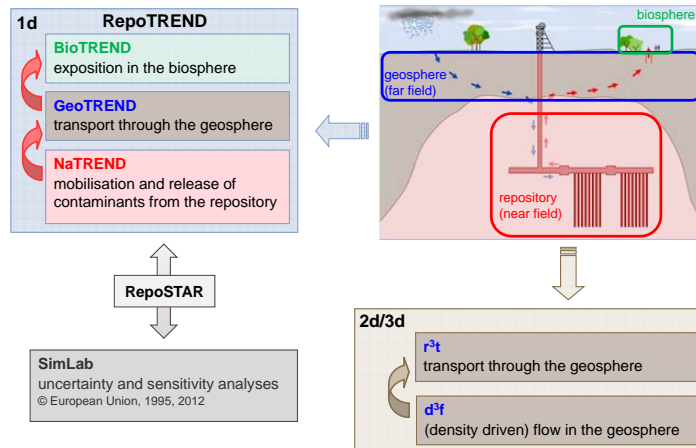 1d RepoTREND
BioTREND
exposition in the biosphere
GeoTREND
transport through the geosphere
NaTREND
mobilisation and release of
contaminants from the repository
RepoSTAR
SimLab
uncertainty and sensitivity analyses
© European Union, 1995, 2012
biosphere
geosphere
(far field)
repository
(near field)
2d/3d
r³t
transport through the geosphere
d³f
(density driven) flow in the geosphere